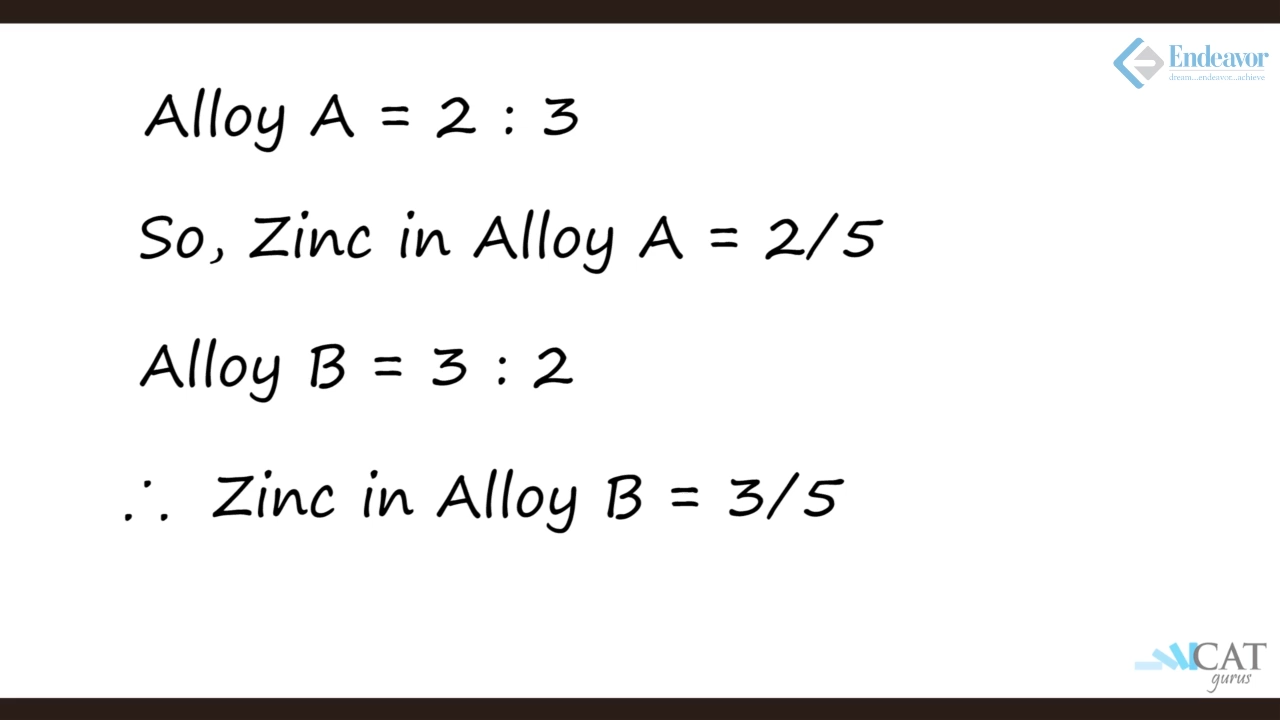 Endeavor
dream...endeavor...achieve
Alloy A = 2 : 3
So, Zinc in Alloy A = 2/5
Alloy B = 3 : 2
∴ Zinc in Alloy B = 3/5
CAT
gurus